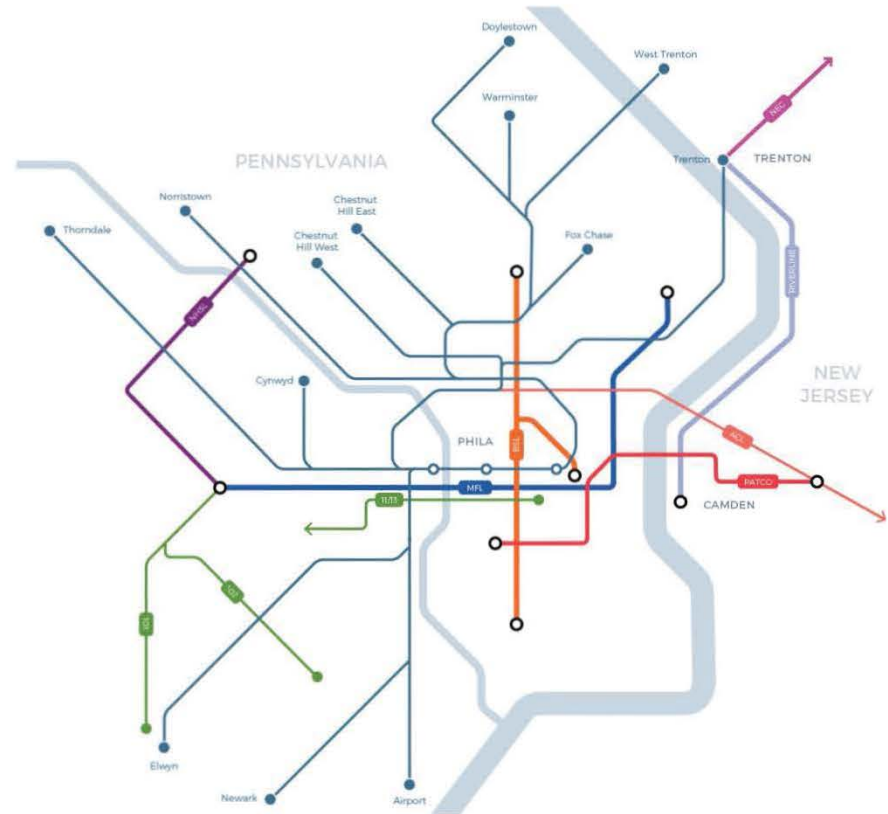 Doylestown
West Trenton
Warminster
NEC
PENNSYLVANIA
Trenton
TRENTON
Norristown
Chestnut
Hill East
Thorndale
Chestnut
Hill West
Fox Chase
RIVERLINE
NHSL
NEW
JERSEY
Cynwyd
PHILA
BSL
ACL
MFL
PATCO
11/13
CAMDEN
102
101
Elwyn
Newark
Airport